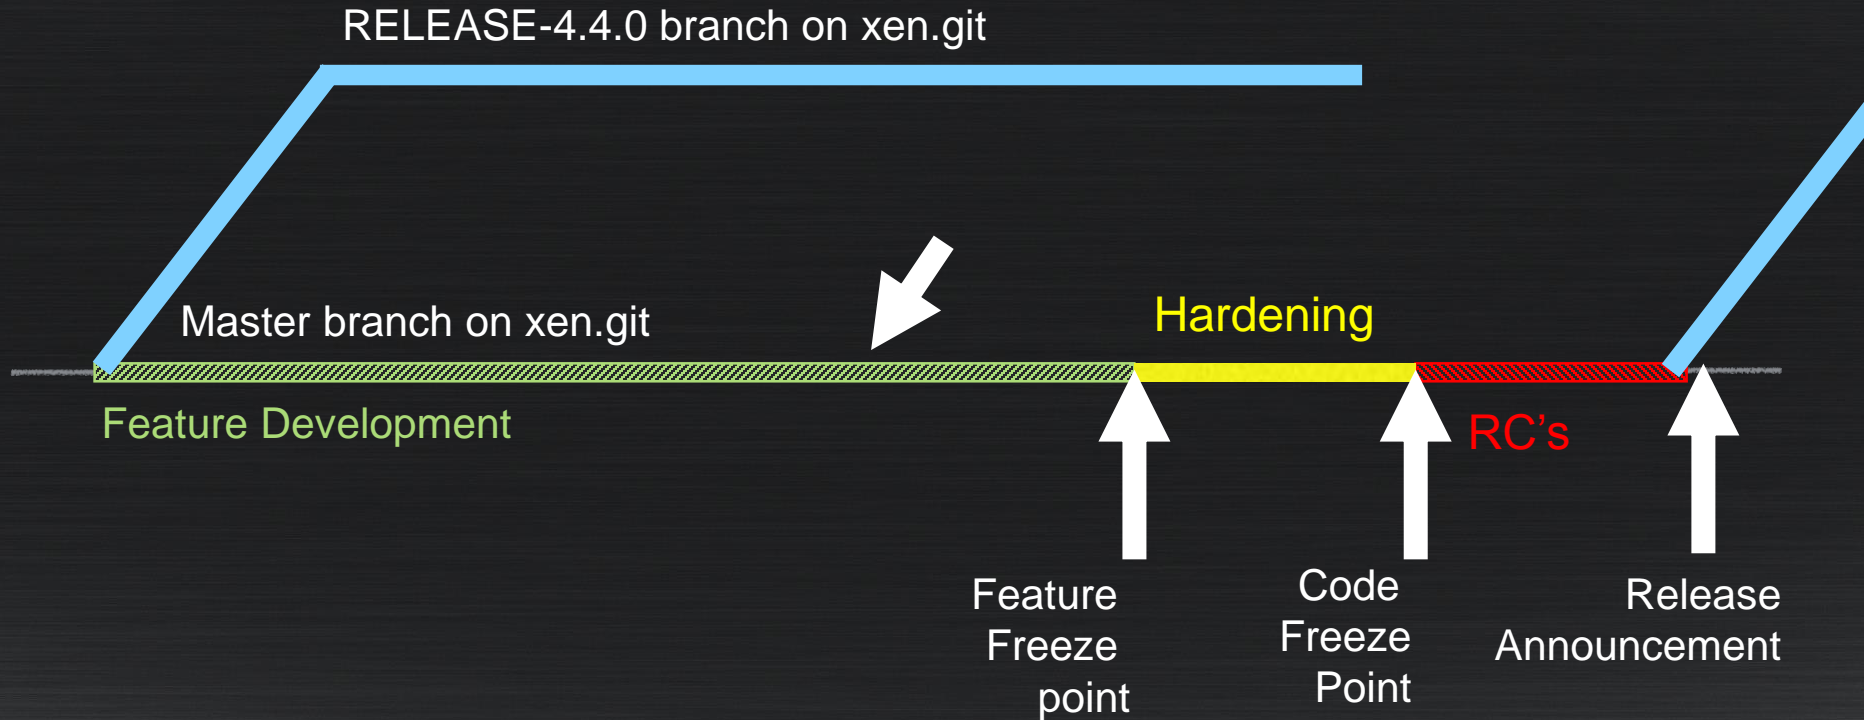 RELEASE-4.4.0 branch on xen.git
Master branch on xen.git
Hardening
Feature Development
RC’s
Feature
Freeze
point
Code
Freeze
Point
Release
Announcement